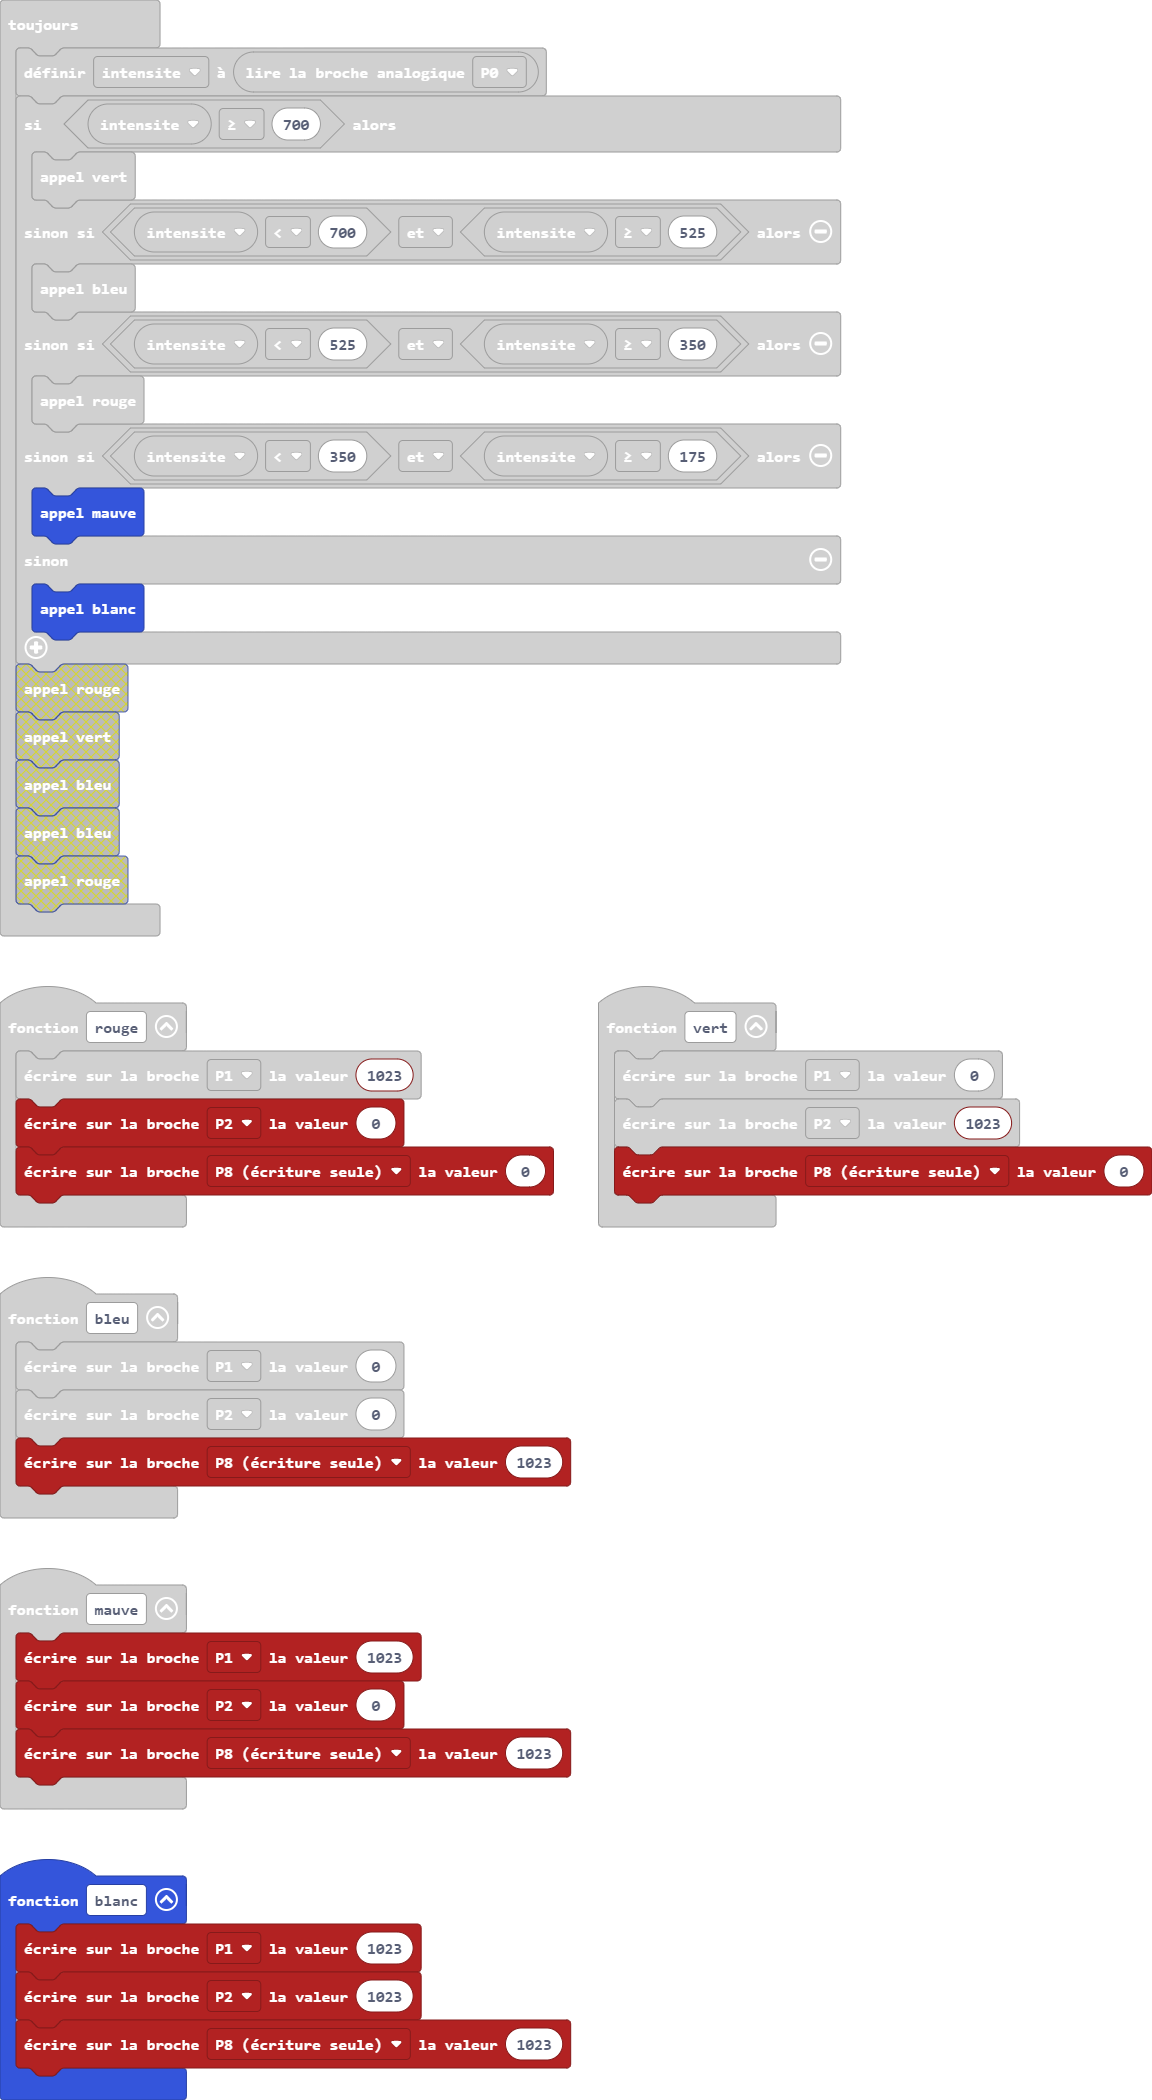 toujours
définir intensite à lire la broche analogique P0
si intensite ≥ 700 alors
appel vert
sinon si intensite < 700 et intensite ≥ 525 alors
appel bleu
sinon si intensite < 525 et intensite ≥ 350 alors
appel rouge
sinon si intensite < 350 et intensite ≥ 175 alors
appel mauve
sinon
appel blanc
appel rouge
appel vert
appel bleu
appel bleu
appel rouge
fonction rouge
écrire sur la broche P1 la valeur 1023
écrire sur la broche P2 la valeur 0
écrire sur la broche P8 (écriture seule) la valeur 0
fonction vert
écrire sur la broche P1 la valeur 0
écrire sur la broche P2 la valeur 1023
écrire sur la broche P8 (écriture seule) la valeur 0
fonction bleu
écrire sur la broche P1 la valeur 0
écrire sur la broche P2 la valeur 0
écrire sur la broche P8 (écriture seule) la valeur 1023
fonction mauve
écrire sur la broche P1 la valeur 1023
écrire sur la broche P2 la valeur 0
écrire sur la broche P8 (écriture seule) la valeur 1023
fonction blanc
écrire sur la broche P1 la valeur 1023
écrire sur la broche P2 la valeur 1023
écrire sur la broche P8 (écriture seule) la valeur 1023